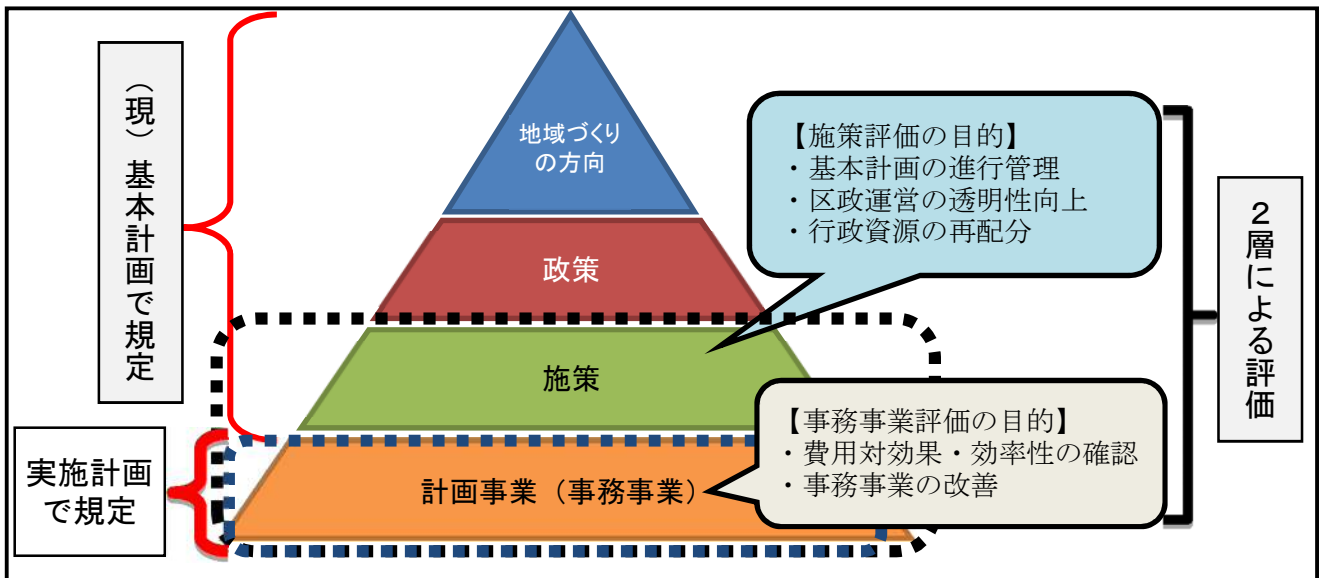 （現）基本計画で規定
地域づくり
の方向
政策
施策
計画事業（事務事業）
実施計画
で規定
【施策評価の目的】
・基本計画の進行管理
・区政運営の透明性向上
・行政資源の再配分
【事務事業評価の目的】
・費用対効果・効率性の確認
・事務事業の改善
２層による評価